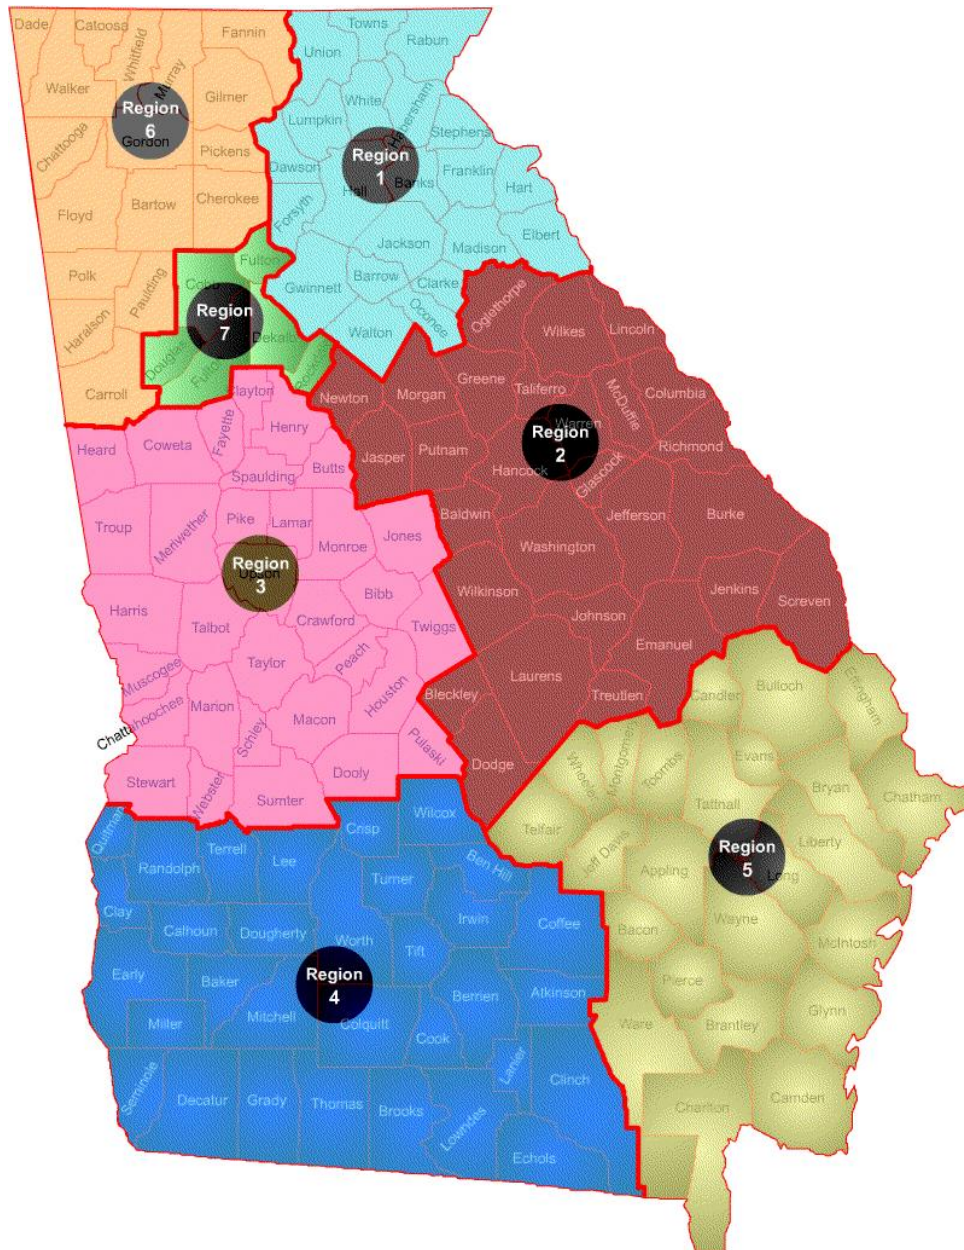 Dade
Catoosa
Whitfield
Murray
Fannin
Walker
Gilmer
Region
6
Chattooga
Gordon
Pickens
Floyd
Bartow
Cherokee
Polk
Paulding
Haralson
Carroll
Towns
Rabun
Union
White
Habersham
Lumpkin
Stephens
Region
1
Dawson
Hall
Banks
Franklin
Hart
Forsyth
Jackson
Madison
Elbert
Gwinnett
Barrow
Clarke
Oconee
Walton
Fulton
Cobb
Region
7
Dekalb
Douglas
Fulton
Oglethorpe
Wilkes
Lincoln
Greene
Taliferro
McDuffie
Columbia
Newton
Morgan
Warren
Region
2
Richmond
Jasper
Putnam
Hancock
Glascock
Baldwin
Jefferson
Burke
Washington
Wilkinson
Jenkins
Screven
Johnson
Emanuel
Laurens
Treutlen
Bleckley
Dodge
Clayton
Heard
Coweta
Fayette
Henry
Spaulding
Butts
Troup
Meriwether
Pike
Lamar
Monroe
Jones
Region
3
Upson
Harris
Talbot
Crawford
Bibb
Twiggs
Muscogee
Taylor
Peach
Houston
Chattahoochee
Marion
Schley
Macon
Pulaski
Stewart
Webster
Sumter
Dooly
Quitman
Randolph
Terrell
Lee
Crisp
Wilcox
Turner
Ben Hill
Clay
Calhoun
Dougherty
Worth
Tift
Irwin
Coffee
Early
Baker
Region
4
Mitchell
Colquitt
Berrien
Atkinson
Miller
Cook
Lanier
Clinch
Seminole
Decatur
Grady
Thomas
Brooks
Lowndes
Echols
Candler
Bulloch
Effingham
Wheeler
Montgomery
Toombs
Evans
Tattnall
Bryan
Chatham
Telfair
Jeff Davis
Appling
Region
5
Liberty
Long
Bacon
Wayne
McIntosh
Pierce
Ware
Brantley
Glynn
Charlton
Camden